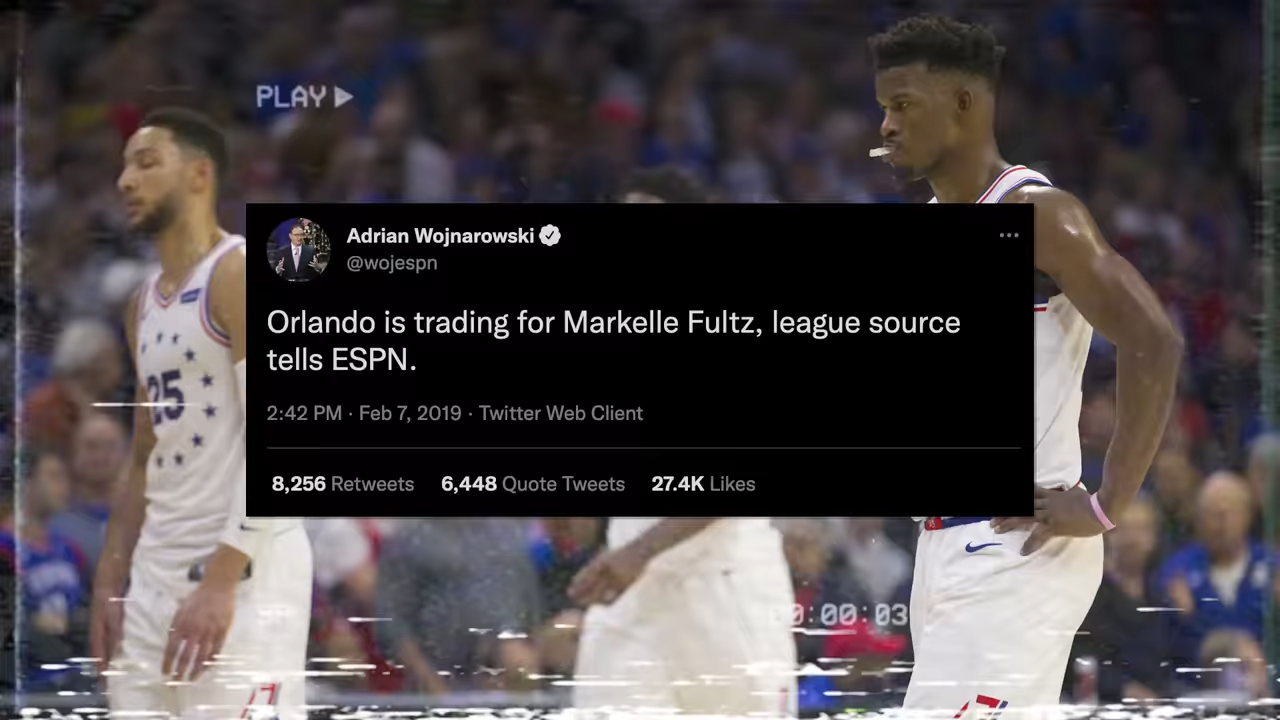 PLAY
Adrian Wojnarowski
@wojespn
Orlando is trading for Markelle Fultz, league source
tells ESPN.
2:42 PM · Feb 7, 2019 · Twitter Web Client
8,256 Retweets 6,448 Quote Tweets 27.4K Likes
25
00:00:03